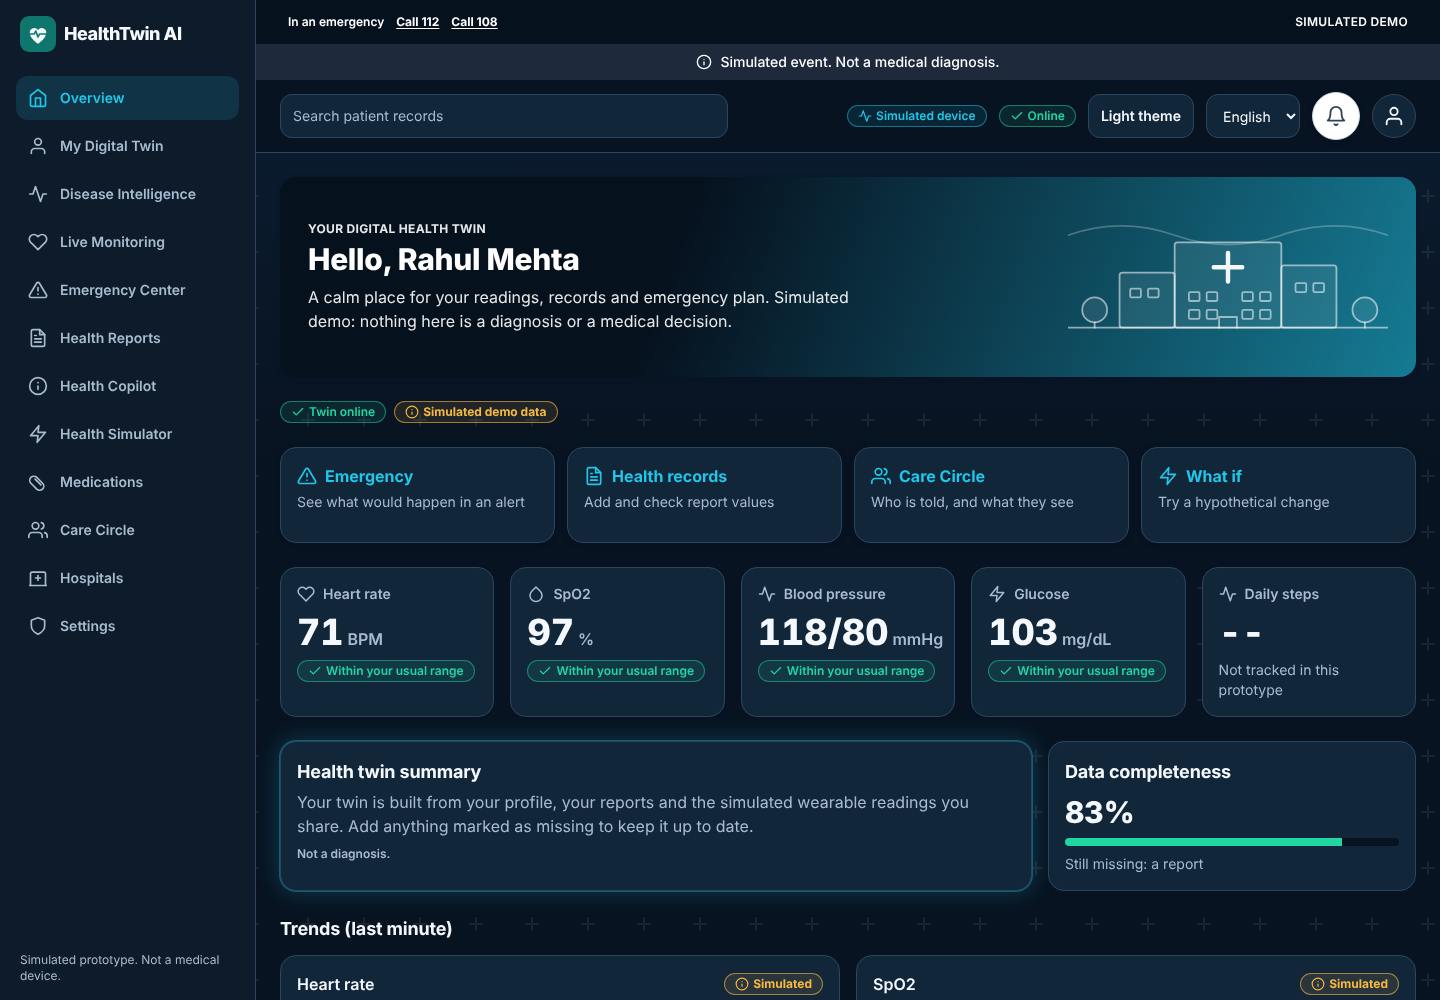 HealthTwin AI
Overview
My Digital Twin
Disease Intelligence
Live Monitoring
Emergency Center
Health Reports
Health Copilot
Health Simulator
Medications
Care Circle
Hospitals
Settings
Simulated prototype. Not a medical
device.
In an emergency Call 112 Call 108
SIMULATED DEMO
Simulated event. Not a medical diagnosis.
Search patient records
Simulated device
Online
Light theme
English
YOUR DIGITAL HEALTH TWIN
Hello, Rahul Mehta
A calm place for your readings, records and emergency plan. Simulated
demo: nothing here is a diagnosis or a medical decision.
Twin online
Simulated demo data
Emergency
See what would happen in an alert
Health records
Add and check report values
Care Circle
Who is told, and what they see
What if
Try a hypothetical change
Heart rate
71 BPM
Within your usual range
SpO2
97 %
Within your usual range
Blood pressure
118/80 mmHg
Within your usual range
Glucose
103 mg/dL
Within your usual range
Daily steps
--
Not tracked in this
prototype
Health twin summary
Your twin is built from your profile, your reports and the simulated wearable readings you
share. Add anything marked as missing to keep it up to date.
Not a diagnosis.
Data completeness
83%
Still missing: a report
Trends (last minute)
Heart rate
Simulated
SpO2
Simulated